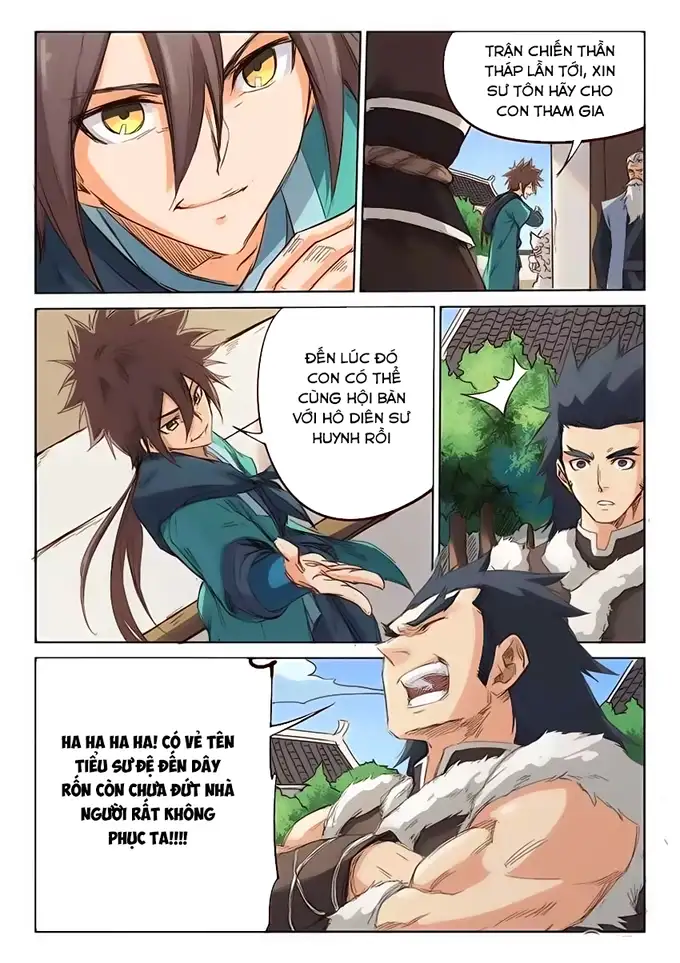 TRẬN CHIẾN THẦN
THÁP LẦN TỚI, XIN
SƯ TÔN HÃY CHO
CON THAM GIA
ĐẾN LÚC ĐÓ
CON CÓ THỂ
CÙNG HỘI BÀN
VỚI HÔ DIÊN SƯ
HUYNH RỒI
HA HA HA HA! CÓ VẺ TÊN
TIỂU SƯ ĐỆ ĐẾN DÂY
RỐN CÒN CHƯA ĐỨT NHÀ
NGƯỜI RẤT KHÔNG
PHỤC TA!!!!